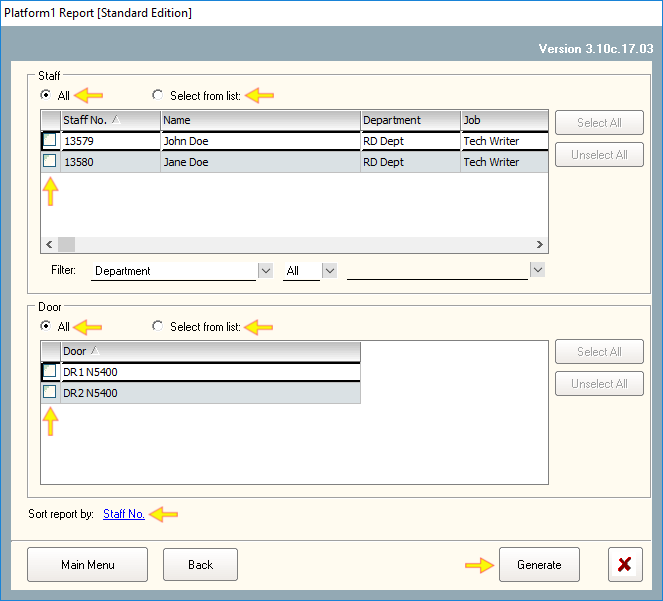 Platform1 Report [Standard Edition]
Version 3.10c.17.03
Staff
All Select from list:
Staff No. Name Department Job
13579 John Doe RD Dept Tech Writer
13580 Jane Doe RD Dept Tech Writer
Select All
Unselect All
Filter: Department All
Door
All Select from list:
Door
DR1 N5400
DR2 N5400
Select All
Unselect All
Sort report by: Staff No.
Main Menu Back Generate